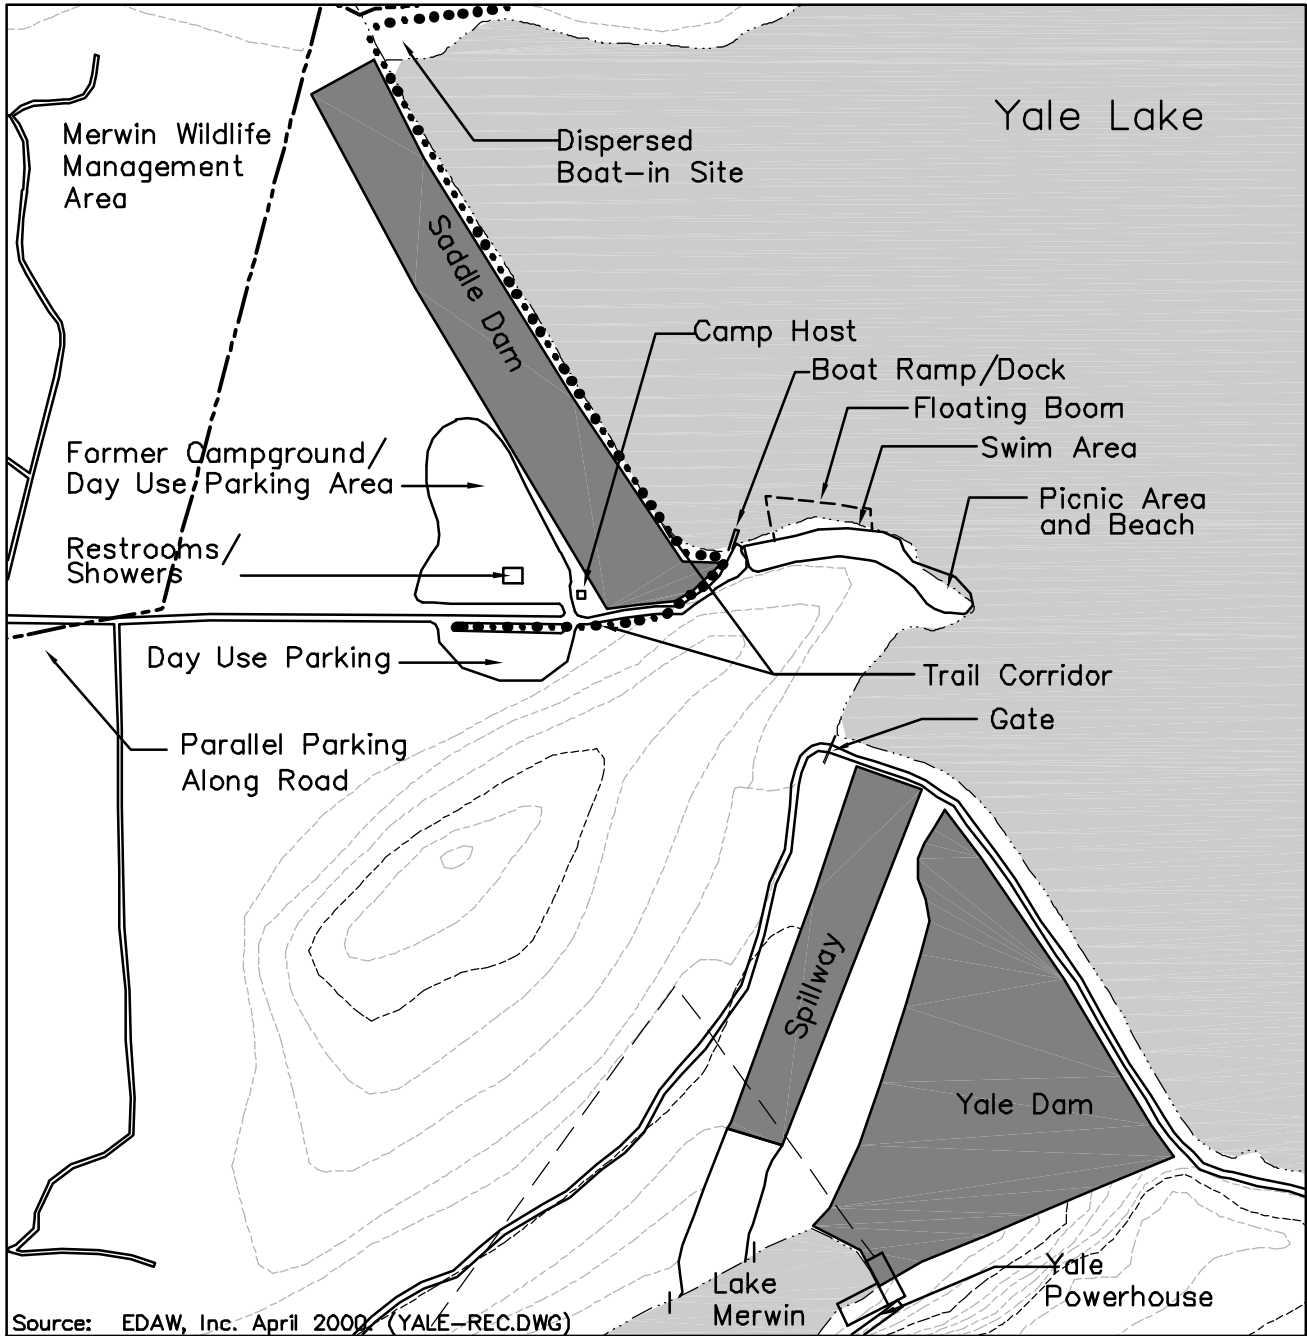 Yale Lake
Merwin Wildlife
Management
Area
Dispersed
Boat-in Site
Saddle Dam
Camp Host
Boat Ramp/Dock
Floating Boom
Swim Area
Picnic Area
and Beach
Former Campground/
Day Use Parking Area
Restrooms/
Showers
Day Use Parking
Trail Corridor
Gate
Parallel Parking
Along Road
Spillway
Yale Dam
Lake
Merwin
Yale
Powerhouse
Source: EDAW, Inc. April 2000. (YALE-REC.DWG)